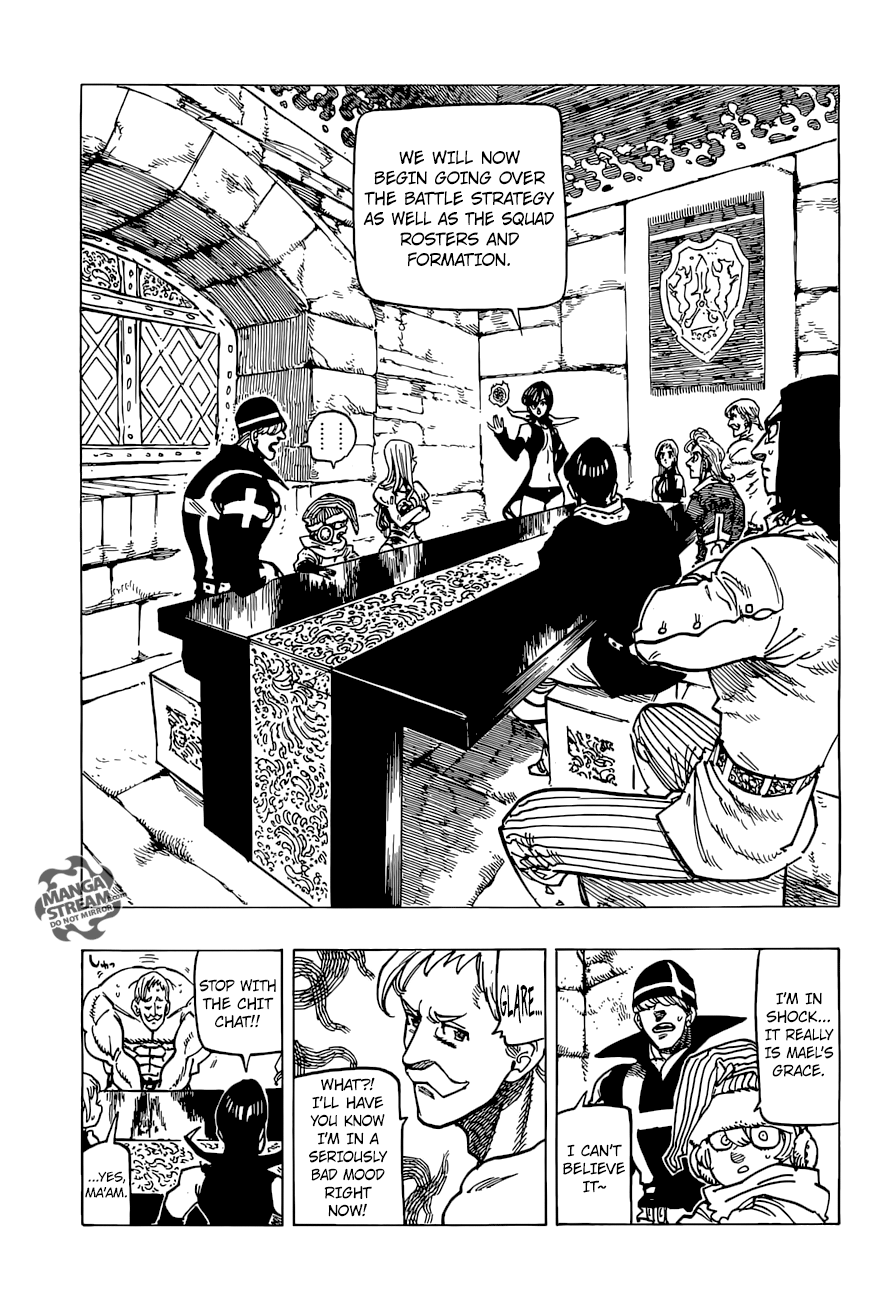 WE WILL NOW
BEGIN GOING OVER
THE BATTLE STRATEGY
AS WELL AS THE SQUAD
ROSTERS AND
FORMATION.
I'M IN
SHOCK...
IT REALLY
IS MAEL'S
GRACE.
I CAN'T
BELIEVE
IT~
GLARE...
WHAT?!
I'LL HAVE
YOU KNOW
I'M IN A
SERIOUSLY
BAD MOOD
RIGHT
NOW!
STOP WITH
THE CHIT
CHAT!!
...YES,
MA'AM.
MANGA
STREAM.com
DO NOT MIRROR